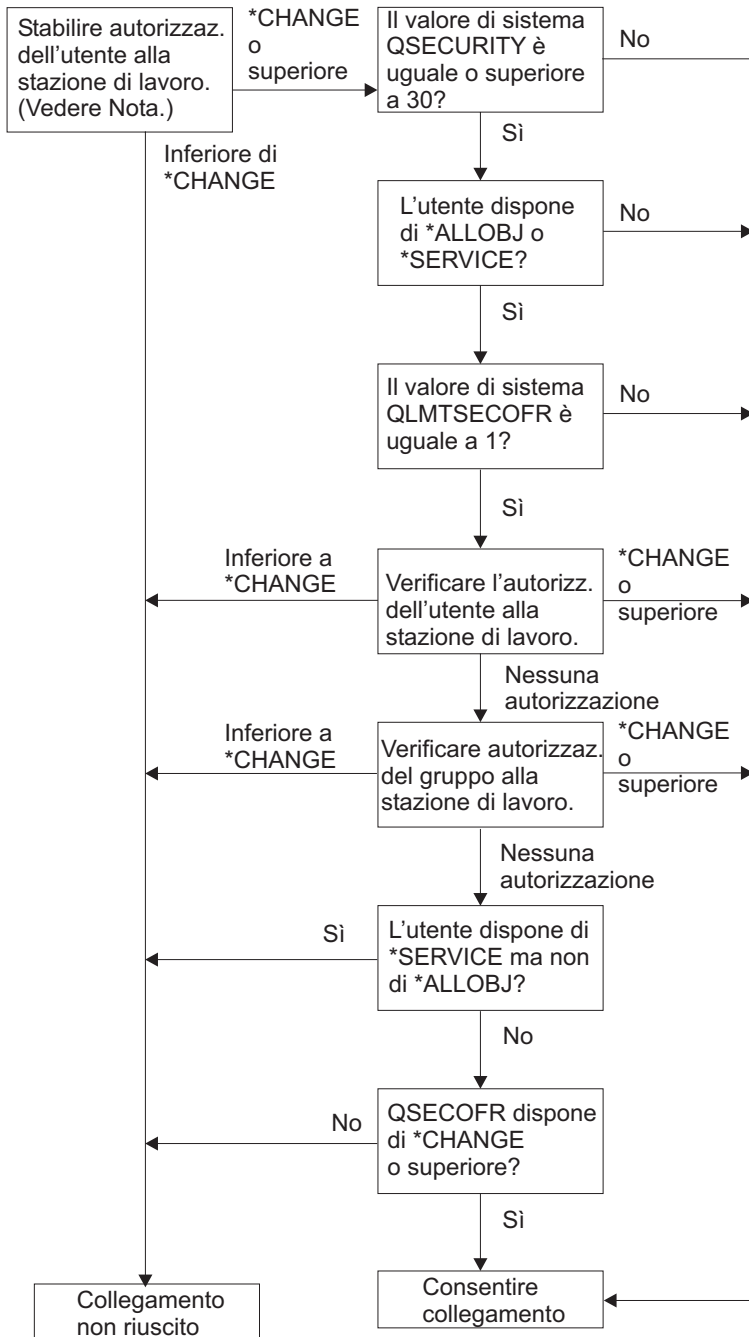 Stabilire autorizzaz.
dell'utente alla
stazione di lavoro.
(Vedere Nota.)
*CHANGE
o
superiore
Il valore di sistema
QSECURITY è
uguale o superiore
a 30?
No
Inferiore di
*CHANGE
Sì
L'utente dispone
di *ALLOBJ o
*SERVICE?
No
Sì
Il valore di sistema
QLMTSECOFR è
uguale a 1?
No
Sì
Inferiore a
*CHANGE
Verificare l'autorizz.
dell'utente alla
stazione di lavoro.
*CHANGE
o
superiore
Nessuna
autorizzazione
Inferiore a
*CHANGE
Verificare autorizzaz.
del gruppo alla
stazione di lavoro.
*CHANGE
o
superiore
Nessuna
autorizzazione
Sì
L'utente dispone di
*SERVICE ma non
di *ALLOBJ?
No
No
QSECOFR dispone
di *CHANGE
o superiore?
Sì
Collegamento
non riuscito
Consentire
collegamento